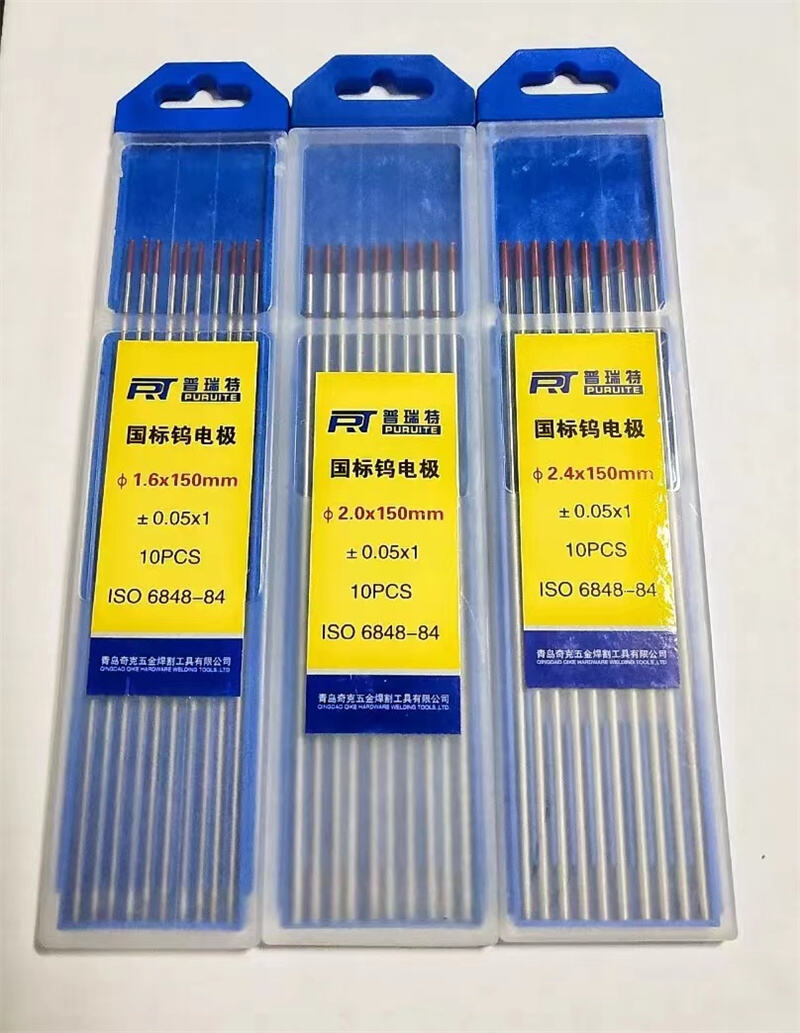 PRT 普瑞特
PURUITE
国标钨电极
ф 1.6x150mm
± 0.05x1
10PCS
ISO 6848-84
青岛奇克五金焊割工具有限公司
QINGDAO QIKE HARDWARE WELDING TOOLS.,LTD
PRT 普瑞特
PURUITE
国标钨电极
ф 2.0x150mm
± 0.05x1
10PCS
ISO 6848-84
青岛奇克五金焊割工具有限公司
QINGDAO QIKE HARDWARE WELDING TOOLS.,LTD
PRT 普瑞特
PURUITE
国标钨电极
ф 2.4x150mm
± 0.05x1
10PCS
ISO 6848-84
青岛奇克五金焊割工具有限公司
QINGDAO QIKE HARDWARE WELDING TOOLS.,LTD